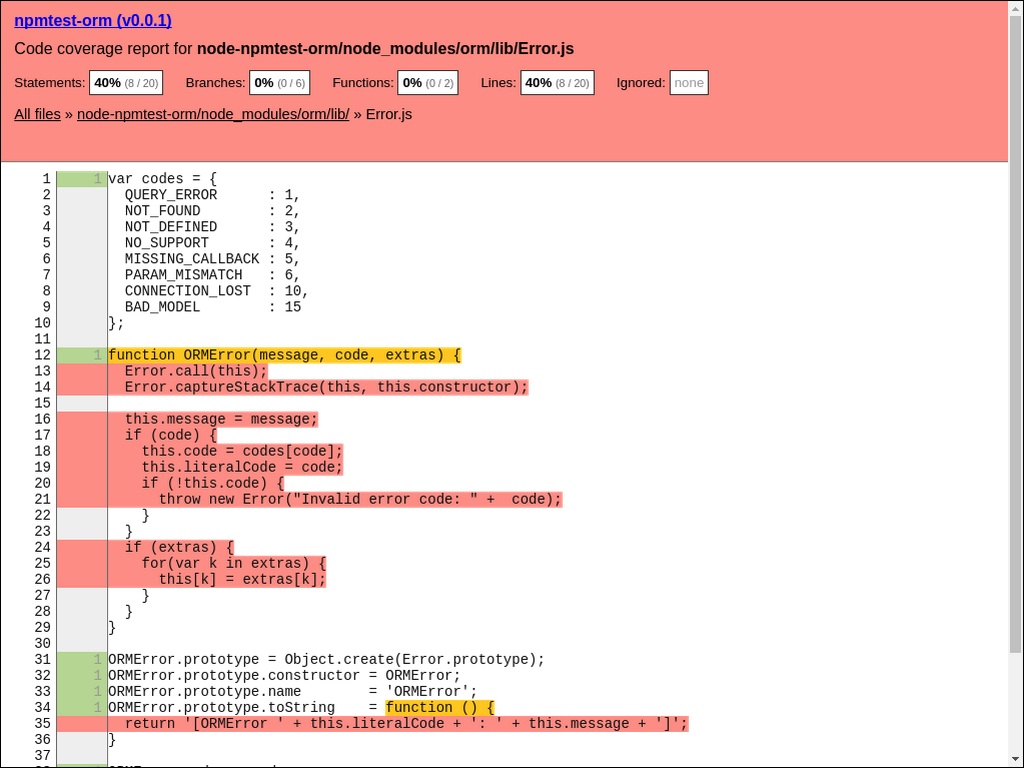 npmtest-orm (v0.0.1)
Code coverage report for node-npmtest-orm/node_modules/orm/lib/Error.js
Statements: 40% (8 / 20) Branches: 0% (0 / 6) Functions: 0% (0 / 2) Lines: 40% (8 / 20) Ignored: none
All files » node-npmtest-orm/node_modules/orm/lib/ » Error.js
1 1 var codes = {
2 QUERY_ERROR : 1,
3 NOT_FOUND : 2,
4 NOT_DEFINED : 3,
5 NO_SUPPORT : 4,
6 MISSING_CALLBACK : 5,
7 PARAM_MISMATCH : 6,
8 CONNECTION_LOST : 10,
9 BAD_MODEL : 15
10 };
11
12 1 function ORMError(message, code, extras) {
13 Error.call(this);
14 Error.captureStackTrace(this, this.constructor);
15
16 this.message = message;
17 if (code) {
18 this.code = codes[code];
19 this.literalCode = code;
20 if (!this.code) {
21 throw new Error("Invalid error code: " + code);
22 }
23 }
24 if (extras) {
25 for(var k in extras) {
26 this[k] = extras[k];
27 }
28 }
29 }
30
31 1 ORMError.prototype = Object.create(Error.prototype);
32 1 ORMError.prototype.constructor = ORMError;
33 1 ORMError.prototype.name = 'ORMError';
34 1 ORMError.prototype.toString = function () {
35 return '[ORMError ' + this.literalCode + ': ' + this.message + ']';
36 }
37